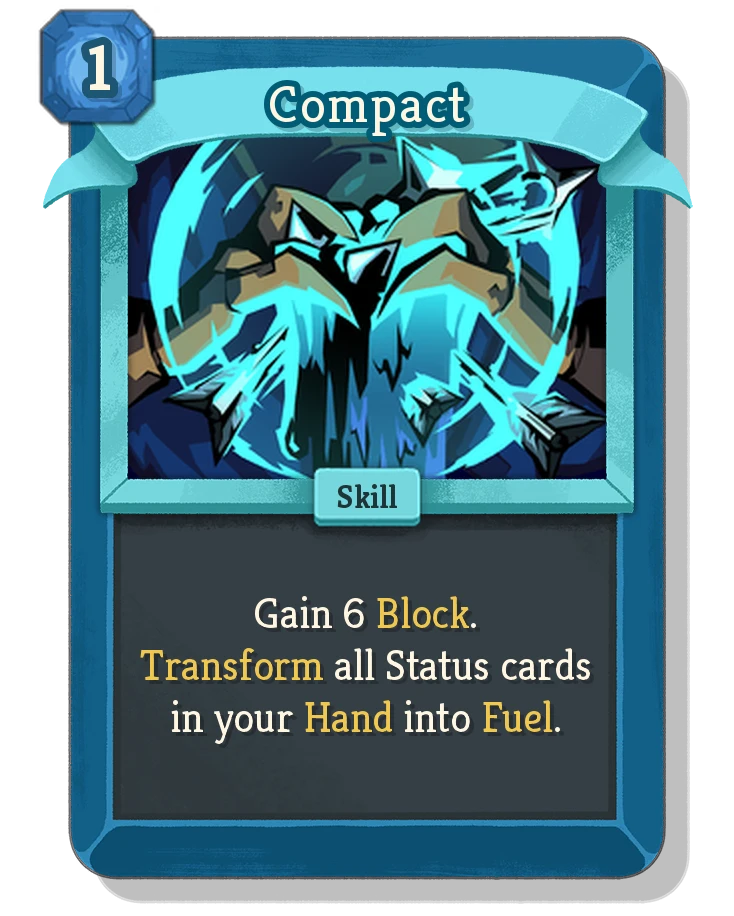 1
Compact
Skill
Gain 6 Block.
Transform all Status cards
in your Hand into Fuel.